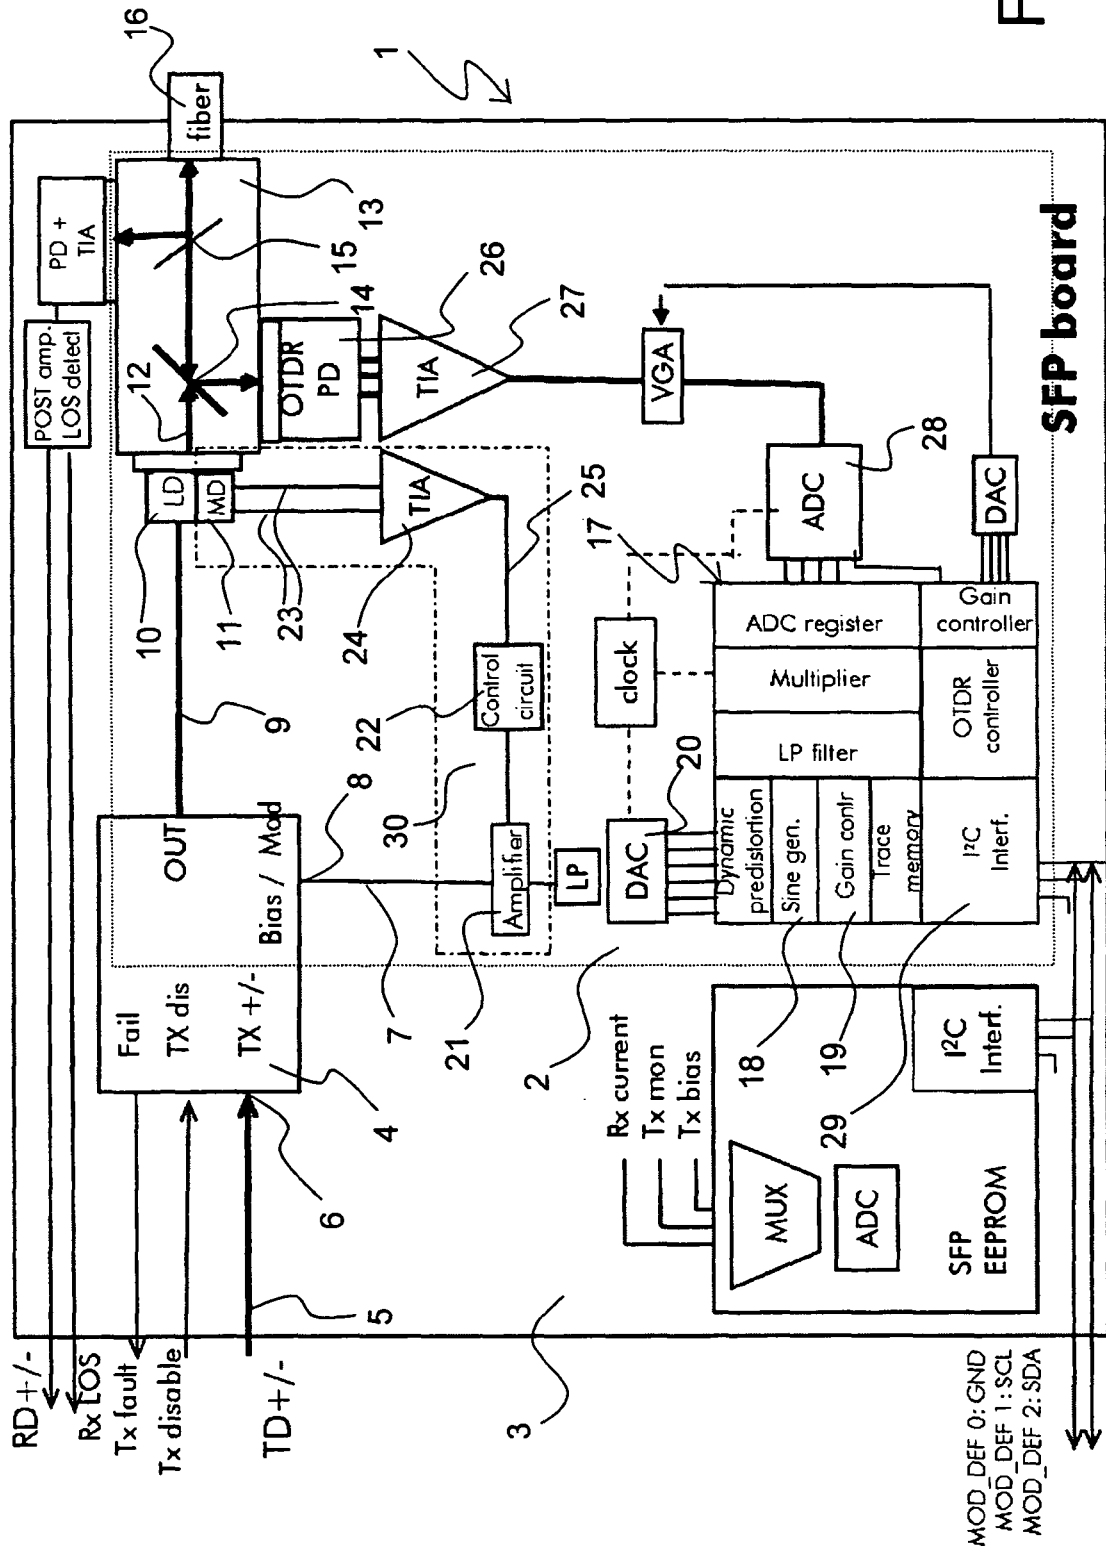 F
1
16
fiber
PD +
TIA
POST amp.
LOS detect
13
15
14
12
26
27
OTDR
PD
TIA
VGA
LD
MD
10
11
23
TIA
24
25
9
OUT
Bias / Mod
Fail
TX dis
TX +/-
8
7
4
6
5
Control
circuit
22
30
Amplifier
21
LP
DAC
20
2
clock
17
ADC
28
DAC
ADC register
Gain
controller
Multiplier
OTDR
controller
LP filter
Dynamic
predistortion
Sine gen.
Gain contr
Trace
memory
I²C
Interf.
18
19
29
SFP board
Rx current
Tx mon
Tx bias
MUX
ADC
SFP
EEPROM
I²C
Interf.
3
RD+/-
Rx LOS
Tx fault
Tx disable
TD+/-
MOD_DEF 0: GND
MOD_DEF 1: SCL
MOD_DEF 2: SDA